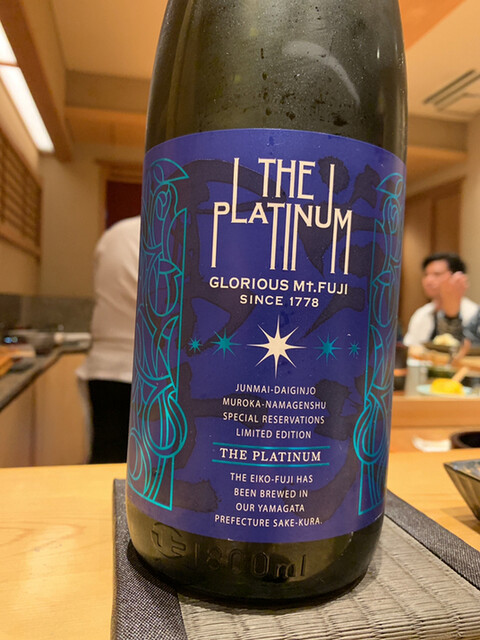 THE
PLATINUM
GLORIOUS Mt.FUJI
SINCE 1778
JUNMAI-DAIGINJO
MUROKA-NAMAGENSHU
SPECIAL RESERVATIONS
LIMITED EDITION
THE PLATINUM
THE EIKO-FUJI HAS
BEEN BREWED IN
OUR YAMAGATA
PREFECTURE SAKE-KURA.
1800ml